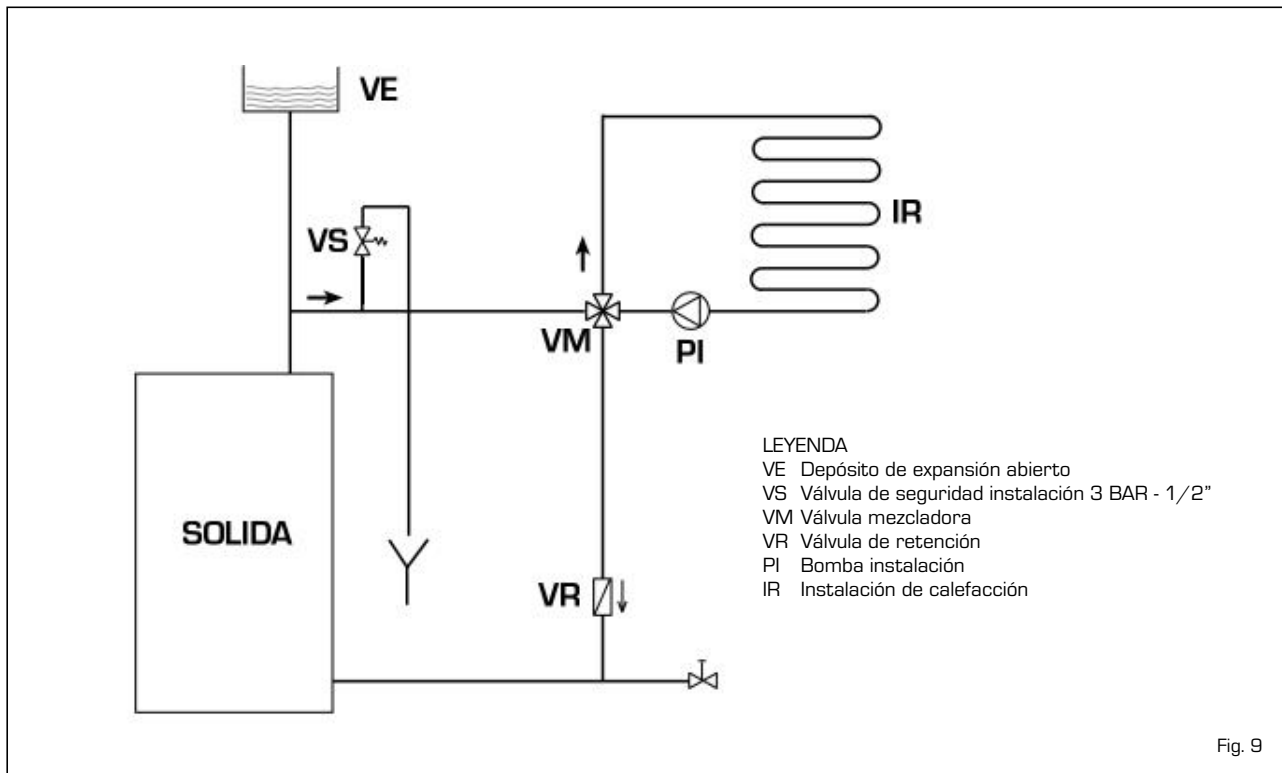 VE
VS
IR
VM
PI
SOLIDA
VR
LEYENDA
VE Depósito de expansión abierto
VS Válvula de seguridad instalación 3 BAR - 1/2”
VM Válvula mezcladora
VR Válvula de retención
PI Bomba instalación
IR Instalación de calefacción
Fig. 9